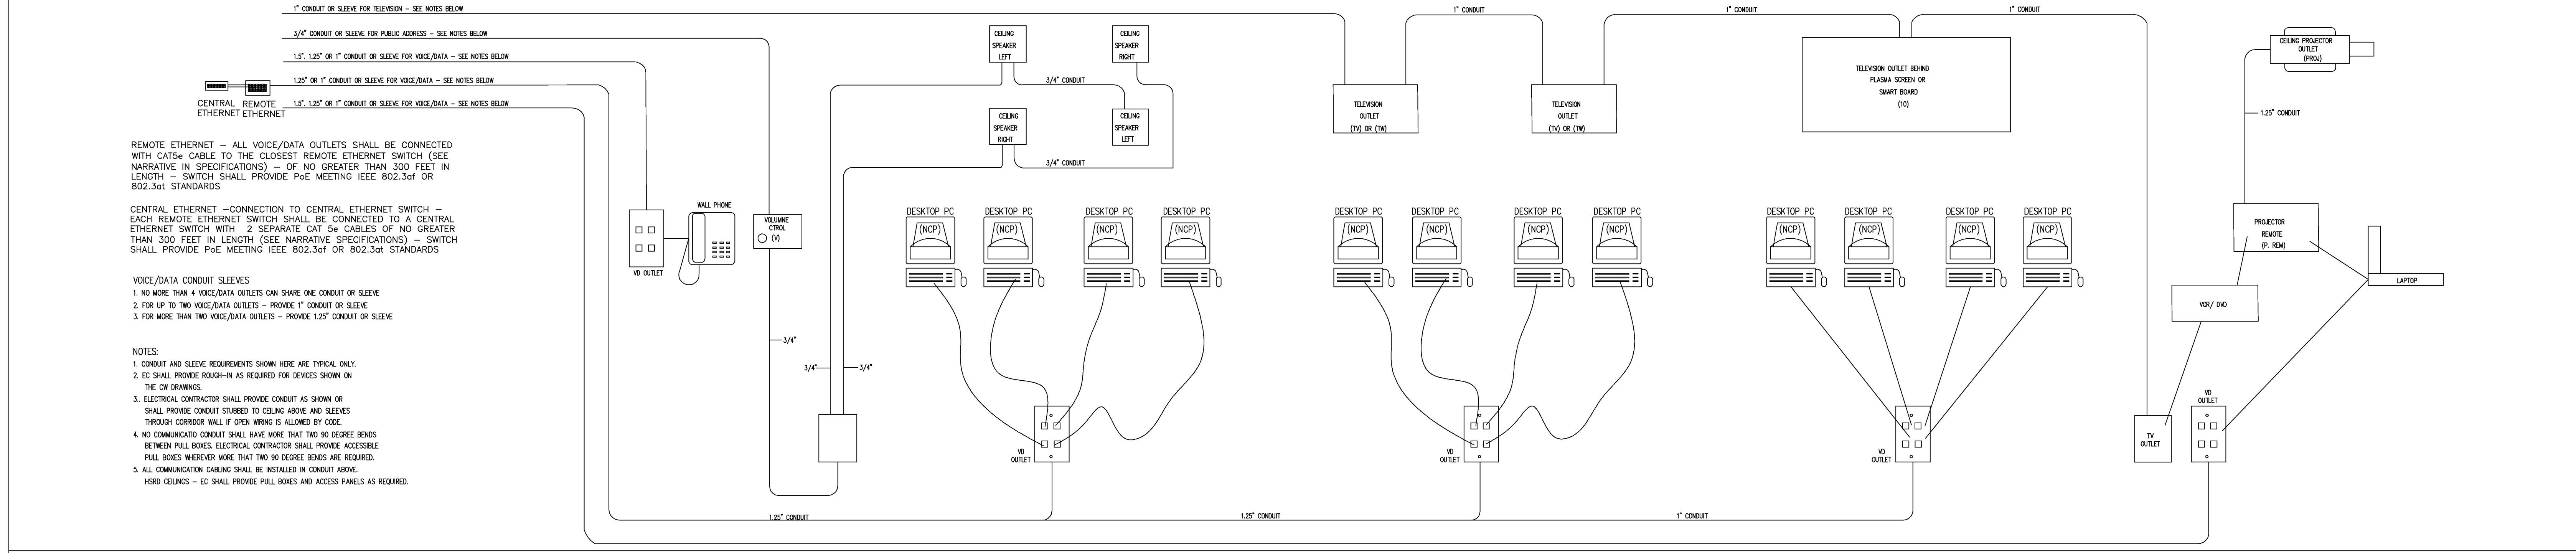 1" CONDUIT OR SLEEVE FOR TELEVISION - SEE NOTES BELOW
3/4" CONDUIT OR SLEEVE FOR PUBLIC ADDRESS - SEE NOTES BELOW
1.5". 1.25" OR 1" CONDUIT OR SLEEVE FOR VOICE/DATA - SEE NOTES BELOW
1.25" OR 1" CONDUIT OR SLEEVE FOR VOICE/DATA - SEE NOTES BELOW
1.5". 1.25" OR 1" CONDUIT OR SLEEVE FOR VOICE/DATA - SEE NOTES BELOW
CENTRAL
ETHERNET
REMOTE
ETHERNET
REMOTE ETHERNET - ALL VOICE/DATA OUTLETS SHALL BE CONNECTED
WITH CAT5e CABLE TO THE CLOSEST REMOTE ETHERNET SWITCH (SEE
NARRATIVE IN SPECIFICATIONS) - OF NO GREATER THAN 300 FEET IN
LENGTH - SWITCH SHALL PROVIDE PoE MEETING IEEE 802.3af OR
802.3at STANDARDS
CENTRAL ETHERNET -CONNECTION TO CENTRAL ETHERNET SWITCH -
EACH REMOTE ETHERNET SWITCH SHALL BE CONNECTED TO A CENTRAL
ETHERNET SWITCH WITH 2 SEPARATE CAT 5e CABLES OF NO GREATER
THAN 300 FEET IN LENGTH (SEE NARRATIVE SPECIFICATIONS) - SWITCH
SHALL PROVIDE PoE MEETING IEEE 802.3af OR 802.3at STANDARDS
VOICE/DATA CONDUIT SLEEVES
1. NO MORE THAN 4 VOICE/DATA OUTLETS CAN SHARE ONE CONDUIT OR SLEEVE
2. FOR UP TO TWO VOICE/DATA OUTLETS - PROVIDE 1" CONDUIT OR SLEEVE
3. FOR MORE THAN TWO VOICE/DATA OUTLETS - PROVIDE 1.25" CONDUIT OR SLEEVE
NOTES:
1. CONDUIT AND SLEEVE REQUIREMENTS SHOWN HERE ARE TYPICAL ONLY.
2. EC SHALL PROVIDE ROUGH-IN AS REQUIRED FOR DEVICES SHOWN ON
THE CW DRAWINGS.
3.. ELECTRICAL CONTRACTOR SHALL PROVIDE CONDUIT AS SHOWN OR
SHALL PROVIDE CONDUIT STUBBED TO CEILING ABOVE AND SLEEVES
THROUGH CORRIDOR WALL IF OPEN WIRING IS ALLOWED BY CODE.
4. NO COMMUNICATIO CONDUIT SHALL HAVE MORE THAT TWO 90 DEGREE BENDS
BETWEEN PULL BOXES. ELECTRICAL CONTRACTOR SHALL PROVIDE ACCESSIBLE
PULL BOXES WHEREVER MORE THAT TWO 90 DEGREE BENDS ARE REQUIRED.
5. ALL COMMUNICATION CABLING SHALL BE INSTALLED IN CONDUIT ABOVE.
HSRD CEILINGS - EC SHALL PROVIDE PULL BOXES AND ACCESS PANELS AS REQUIRED.
VD OUTLET
WALL PHONE
VOLUMNE
CTROL
(V)
3/4"
3/4"
3/4"
CEILING
SPEAKER
LEFT
CEILING
SPEAKER
RIGHT
3/4" CONDUIT
CEILING
SPEAKER
RIGHT
CEILING
SPEAKER
LEFT
3/4" CONDUIT
DESKTOP PC
(NCP)
DESKTOP PC
(NCP)
DESKTOP PC
(NCP)
DESKTOP PC
(NCP)
VD
OUTLET
1.25" CONDUIT
1" CONDUIT
TELEVISION
OUTLET
(TV) OR (TW)
TELEVISION
OUTLET
(TV) OR (TW)
DESKTOP PC
(NCP)
DESKTOP PC
(NCP)
DESKTOP PC
(NCP)
DESKTOP PC
(NCP)
VD
OUTLET
1.25" CONDUIT
1" CONDUIT
1" CONDUIT
TELEVISION OUTLET BEHIND
PLASMA SCREEN OR
SMART BOARD
(10)
DESKTOP PC
(NCP)
DESKTOP PC
(NCP)
DESKTOP PC
(NCP)
DESKTOP PC
(NCP)
VD
OUTLET
1" CONDUIT
CEILING PROJECTOR
OUTLET
(PROJ)
1.25" CONDUIT
PROJECTOR
REMOTE
(P. REM)
LAPTOP
VCR/ DVD
TV
OUTLET
VD
OUTLET